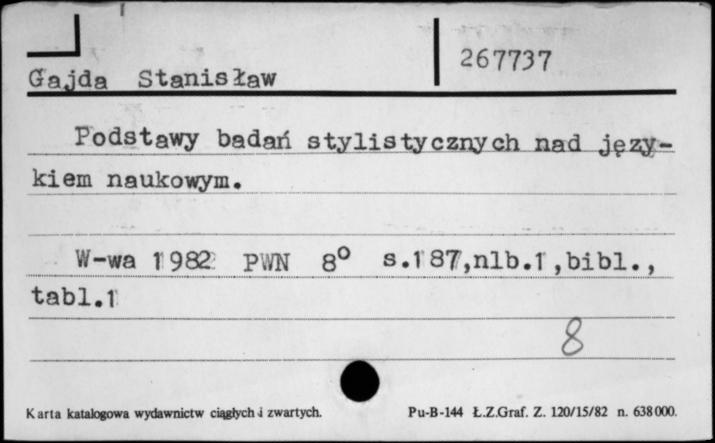 267737
Gajda Stanisław
Podstawy badań stylistycznych nad języ-
kiem naukowym.
W-wa 1982 PWN 8° s.187,nlb.1,bibl.,
tabl.1
8
Karta katalogowa wydawnictw ciągłych i zwartych. Pu-B-144 Ł.Z.Graf. Z. 120/15/82 n. 638000.